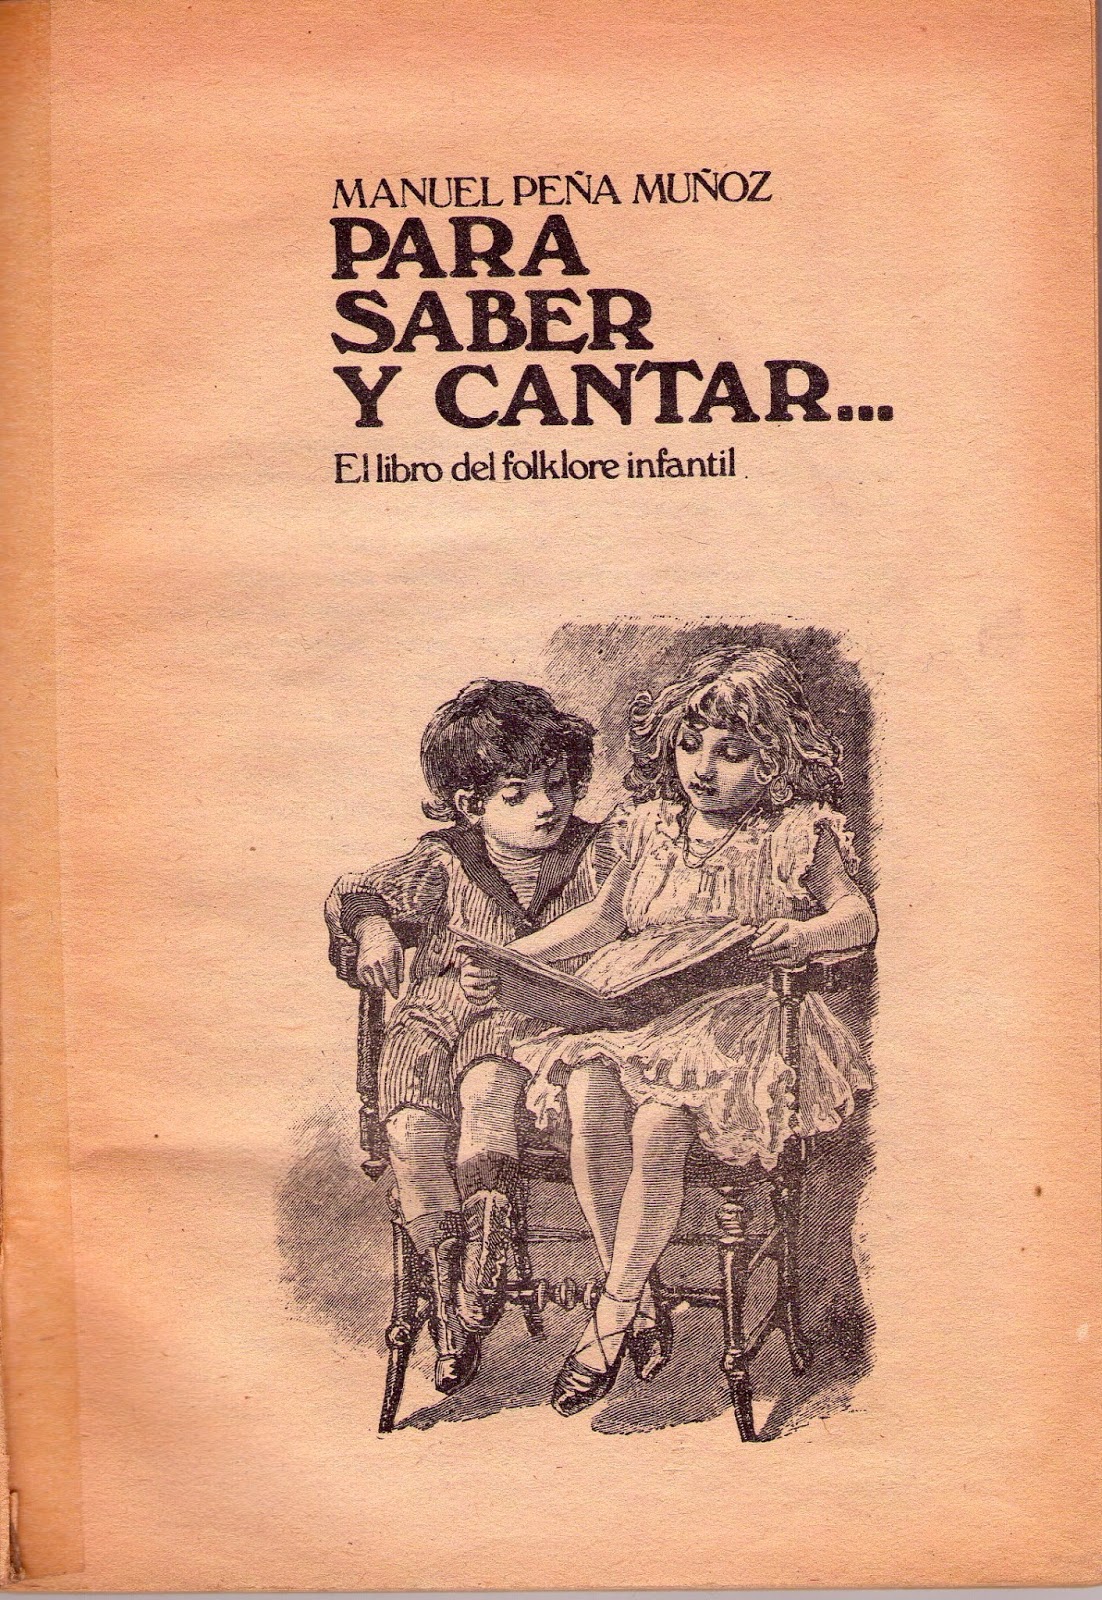 MANUEL PEÑA MUÑOZ
PARA
SABER
Y CANTAR...
El libro del folklore infantil